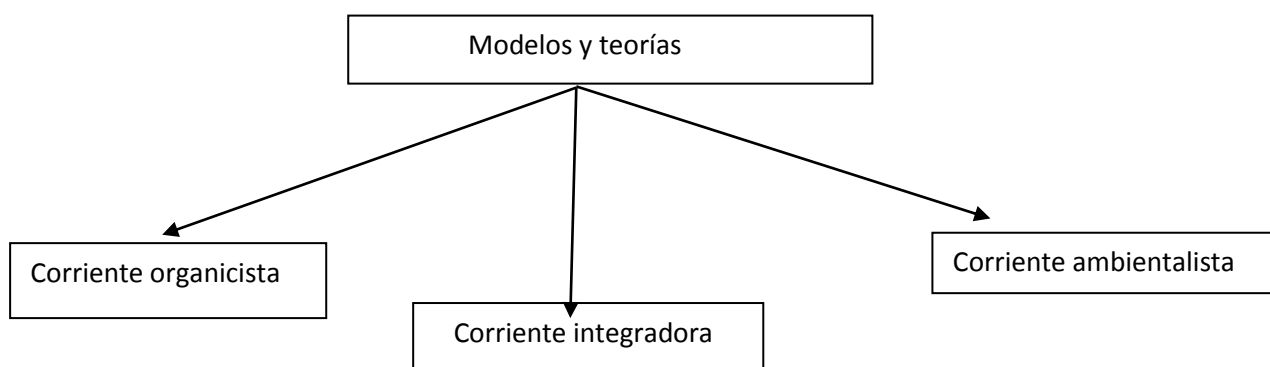 Modelos y teorías
Corriente organicista
Corriente integradora
Corriente ambientalista